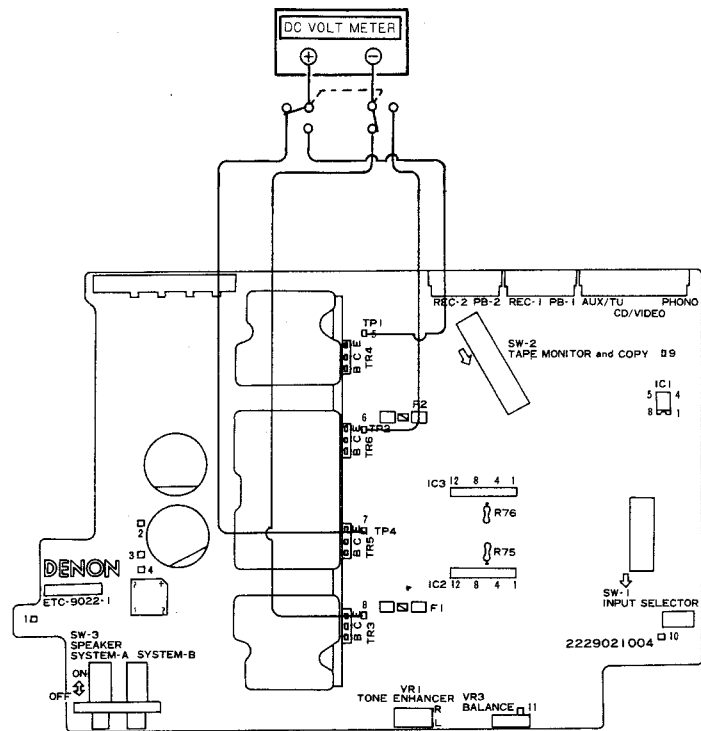 DC VOLT METER
+ −
REC-2 PB-2 REC-1 PB-1 AUX/TU PHONO
CD/VIDEO
TP1
5
E
C
B
TR4
SW-2
TAPE MONITOR and COPY
9
IC1
5 4
8 1
F2
6
TP2
E
C
B
TR6
IC3 12 8 4 1
R76
7
TP4
E
C
B
TR5
R75
IC2 12 8 4 1
2
3
4
DENON
ETC-9022-1
1
8
E
C
B
TR3
F1
SW-1
INPUT SELECTOR
10
2229021004
SW-3
SPEAKER
SYSTEM-A SYSTEM-B
ON
OFF
VR1
TONE ENHANCER
R
L
VR3
BALANCE
11